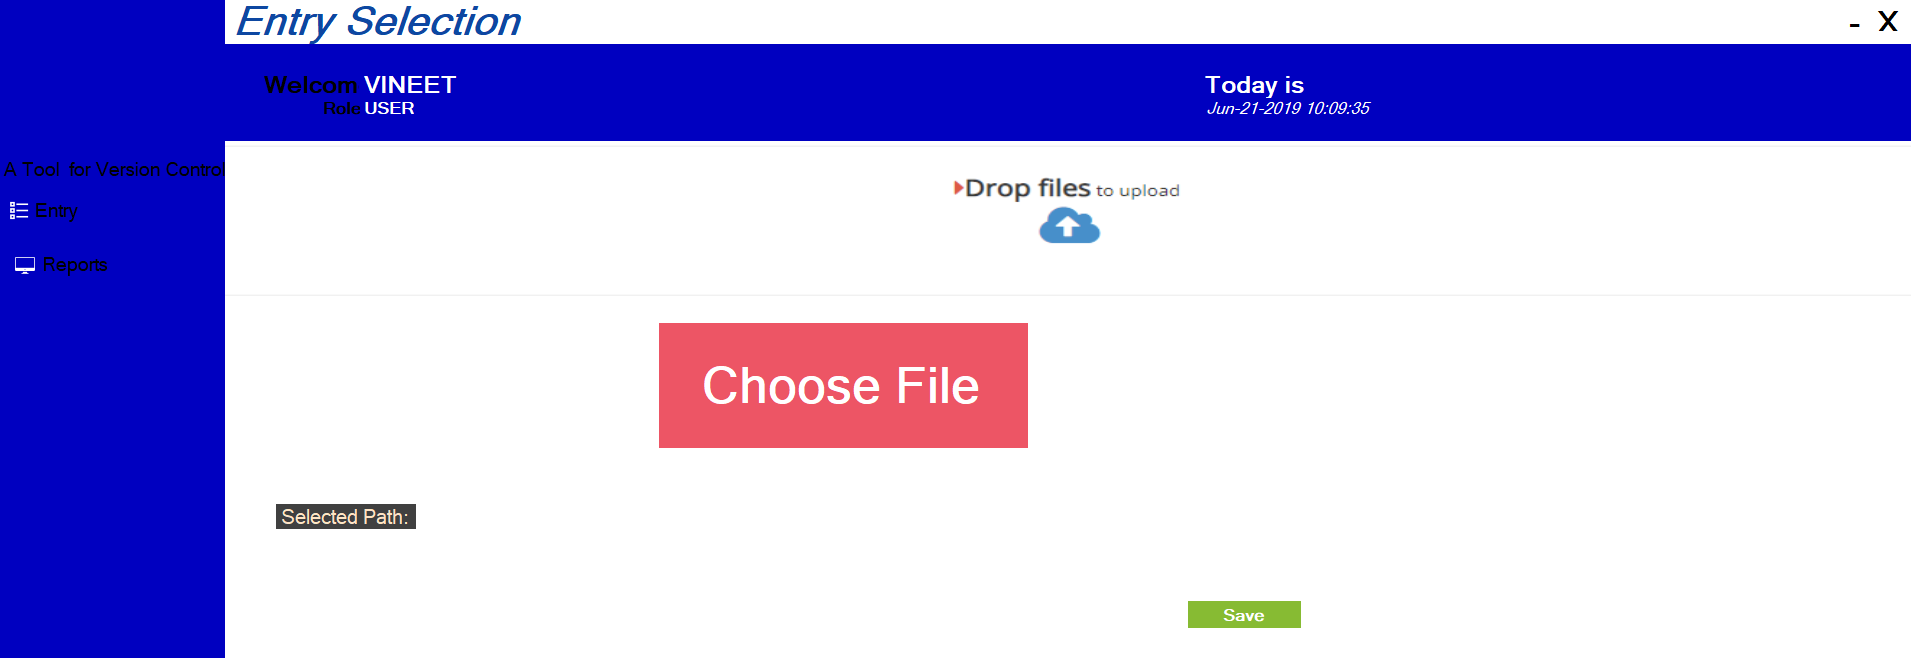 Entry Selection
- X
Welcom VINEET
Role USER
Today is
Jun-21-2019 10:09:35
A Tool for Version Control
Entry
Reports
Drop files to upload
Choose File
Selected Path:
Save